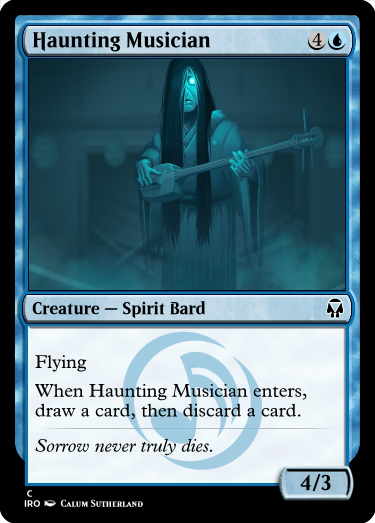 Haunting Musician 4
Creature — Spirit Bard
Flying
When Haunting Musician enters,
draw a card, then discard a card.
Sorrow never truly dies.
4/3
C
IRO CALUM SUTHERLAND